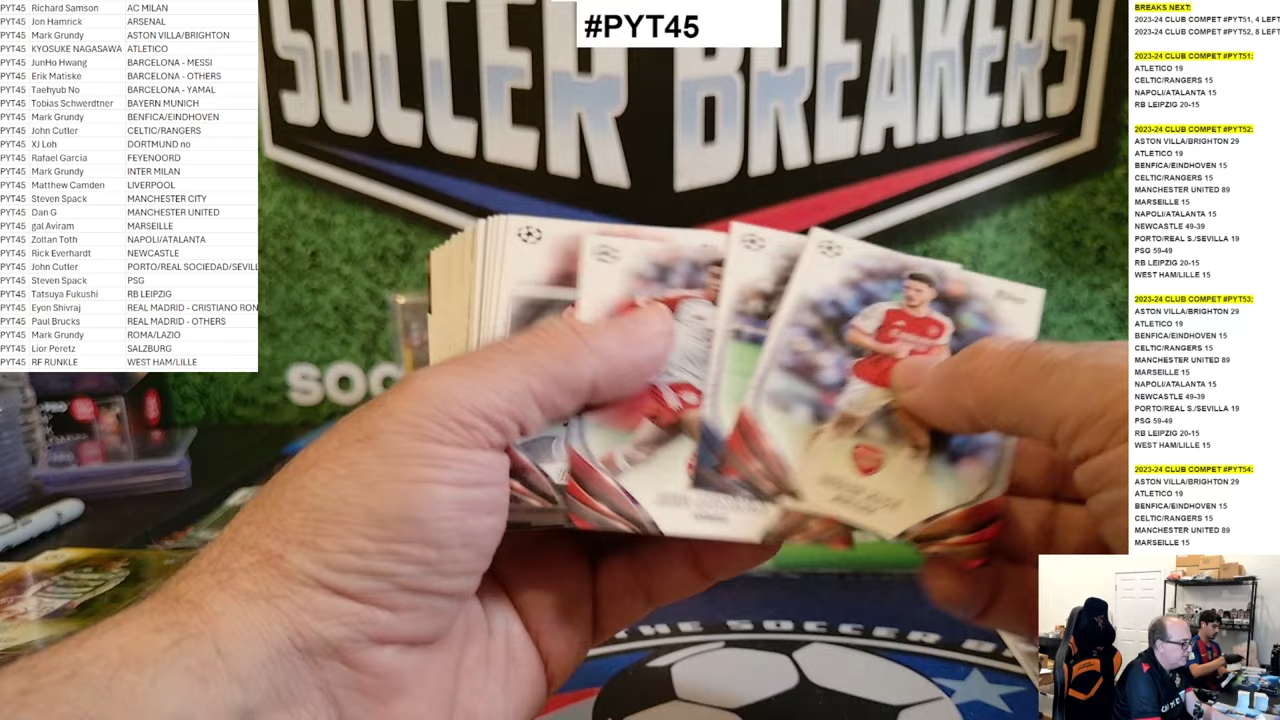 PYT45 Richard Samson AC MILAN
PYT45 Jon Hamrick ARSENAL
PYT45 Mark Grundy ASTON VILLA/BRIGHTON
PYT45 KYOSUKE NAGASAWA ATLETICO
PYT45 JunHo Hwang BARCELONA - MESSI
PYT45 Erik Matiske BARCELONA - OTHERS
PYT45 Taehyub No BARCELONA - YAMAL
PYT45 Tobias Schwerdtner BAYERN MUNICH
PYT45 Mark Grundy BENFICA/EINDHOVEN
PYT45 John Cutler CELTIC/RANGERS
PYT45 XJ Loh DORTMUND no
PYT45 Rafael Garcia FEYENOORD
PYT45 Mark Grundy INTER MILAN
PYT45 Matthew Camden LIVERPOOL
PYT45 Steven Spack MANCHESTER CITY
PYT45 Dan G MANCHESTER UNITED
PYT45 gal Aviram MARSEILLE
PYT45 Zoltan Toth NAPOLI/ATALANTA
PYT45 Rick Everhardt NEWCASTLE
PYT45 John Cutler PORTO/REAL SOCIEDAD/SEVILL
PYT45 Steven Spack PSG
PYT45 Tatsuya Fukushi RB LEIPZIG
PYT45 Eyon Shivraj REAL MADRID - CRISTIANO RON
PYT45 Paul Brucks REAL MADRID - OTHERS
PYT45 Mark Grundy ROMA/LAZIO
PYT45 Lior Peretz SALZBURG
PYT45 RF RUNKLE WEST HAM/LILLE
#PYT45
SOCCER BREAKERS
SOC
THE SOCCER
BREAKS NEXT:
2023-24 CLUB COMPET #PYT51, 4 LEFT
2023-24 CLUB COMPET #PYT52, 8 LEFT
2023-24 CLUB COMPET #PYT51:
ATLETICO 19
CELTIC/RANGERS 15
NAPOLI/ATALANTA 15
RB LEIPZIG 20-15
2023-24 CLUB COMPET #PYT52:
ASTON VILLA/BRIGHTON 29
ATLETICO 19
BENFICA/EINDHOVEN 15
CELTIC/RANGERS 15
MANCHESTER UNITED 89
MARSEILLE 15
NAPOLI/ATALANTA 15
NEWCASTLE 49-39
PORTO/REAL S./SEVILLA 19
PSG 59-49
RB LEIPZIG 20-15
WEST HAM/LILLE 15
2023-24 CLUB COMPET #PYT53:
ASTON VILLA/BRIGHTON 29
ATLETICO 19
BENFICA/EINDHOVEN 15
CELTIC/RANGERS 15
MANCHESTER UNITED 89
MARSEILLE 15
NAPOLI/ATALANTA 15
NEWCASTLE 49-39
PORTO/REAL S./SEVILLA 19
PSG 59-49
RB LEIPZIG 20-15
WEST HAM/LILLE 15
2023-24 CLUB COMPET #PYT54:
ASTON VILLA/BRIGHTON 29
ATLETICO 19
BENFICA/EINDHOVEN 15
CELTIC/RANGERS 15
MANCHESTER UNITED 89
MARSEILLE 15